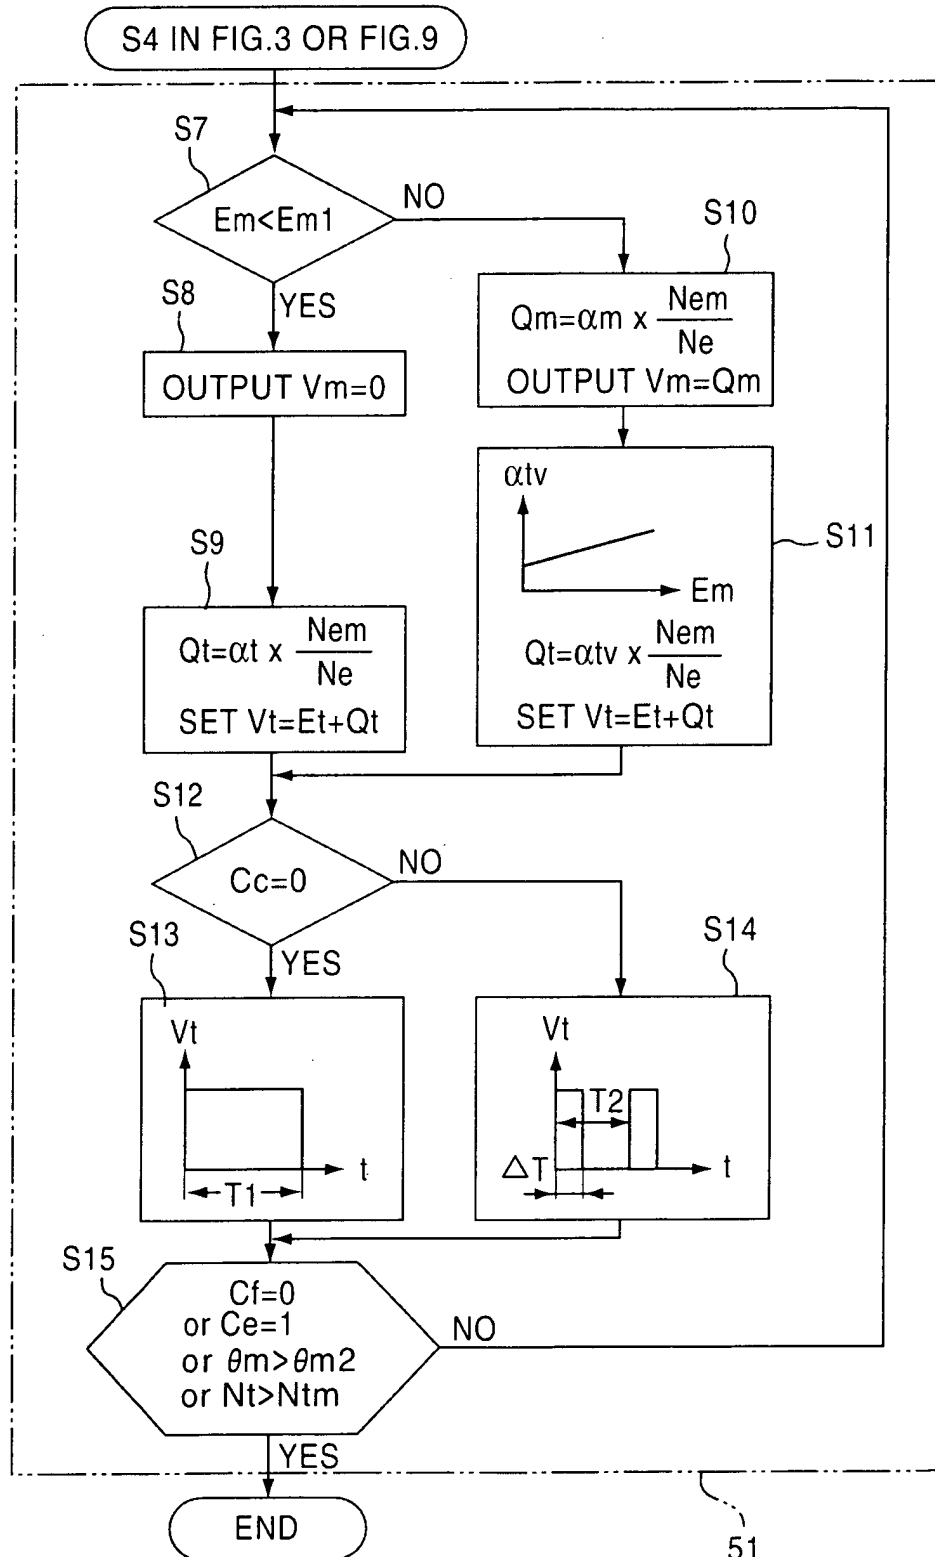 S4 IN FIG.3 OR FIG.9
S7
Em<Em1
NO
YES
S8
OUTPUT Vm=0
S10
Qm=αm x Nem/Ne
OUTPUT Vm=Qm
S11
αtv
Em
Qt=αtv x Nem/Ne
SET Vt=Et+Qt
S9
Qt=αt x Nem/Ne
SET Vt=Et+Qt
S12
Cc=0
NO
YES
S13
Vt
t
T1
S14
Vt
T2
△T
t
S15
Cf=0
or Ce=1
or θm>θm2
or Nt>Ntm
NO
YES
END
51